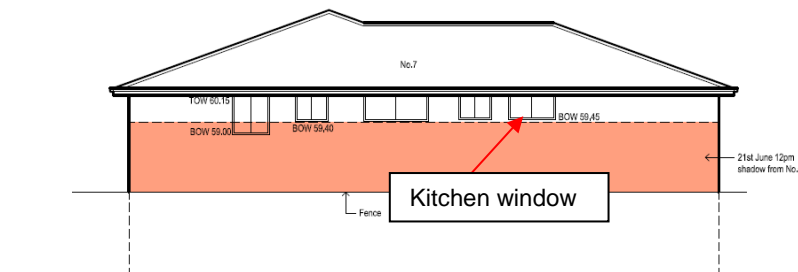 No.7
TOW 60.15
BOW 59.00
BOW 59.40
BOW 59.45
21st June 12pm
shadow from No.
Kitchen window
Fence